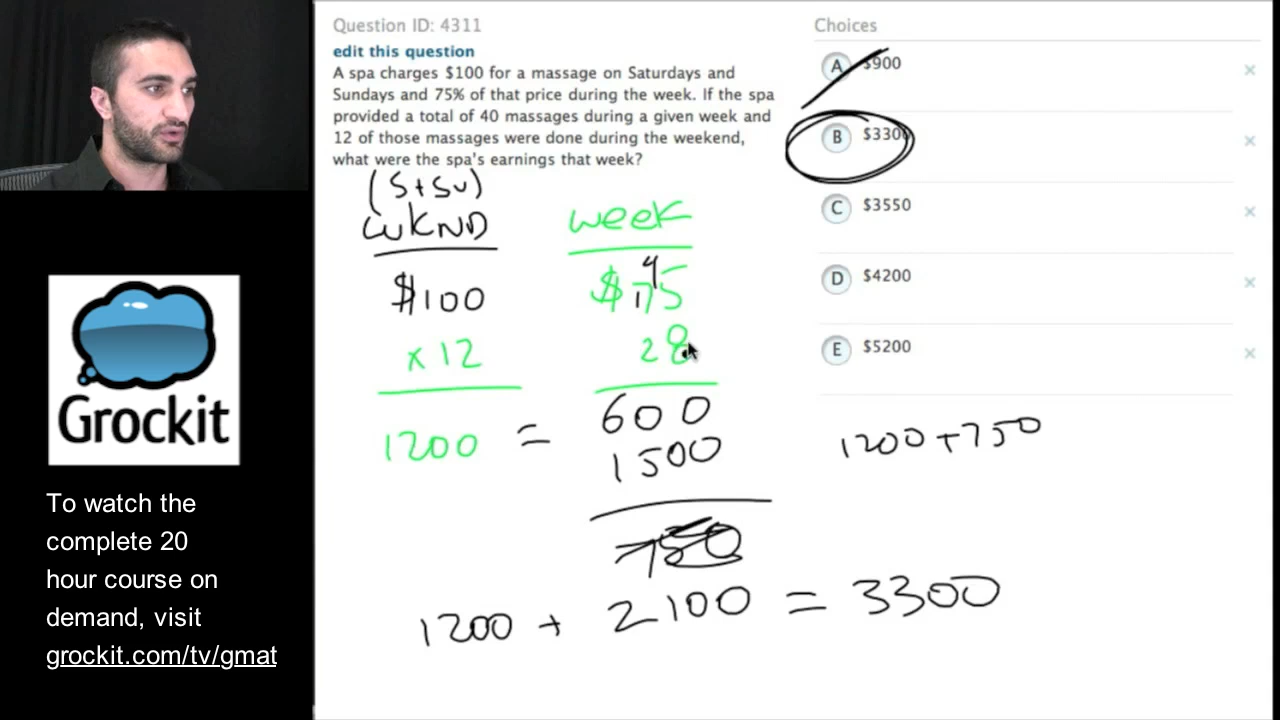 Question ID: 4311
edit this question
A spa charges $100 for a massage on Saturdays and
Sundays and 75% of that price during the week. If the spa
provided a total of 40 massages during a given week and
12 of those massages were done during the weekend,
what were the spa's earnings that week?
Choices
A $900
B $3300
C $3550
D $4200
E $5200
(S+SU)
WKND
$100
x 12
1200 =
week
4
$175
28
600
1500
750
1200 + 2100 = 3300
1200+750
Grockit
To watch the
complete 20
hour course on
demand, visit
grockit.com/tv/gmat